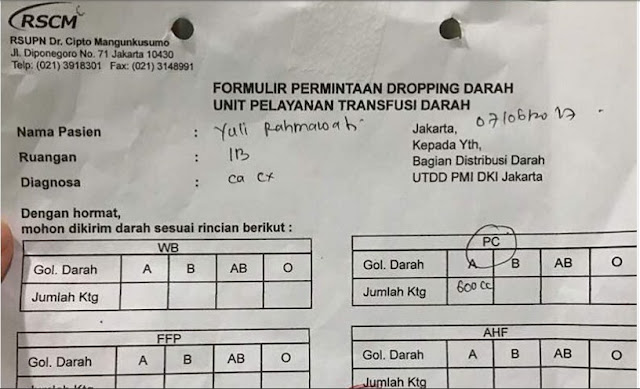 RSCM
RSUPN Dr. Cipto Mangunkusumo
Jl. Diponegoro No. 71 Jakarta 10430
Telp: (021) 3918301 Fax: (021) 3148991
FORMULIR PERMINTAAN DROPPING DARAH
UNIT PELAYANAN TRANSFUSI DARAH
Nama Pasien : Yuli Rahmawati
Jakarta, 07/06/2017
Ruangan : IB
Kepada Yth,
Bagian Distribusi Darah
Diagnosa : ca cx
UTDD PMI DKI Jakarta
Dengan hormat,
mohon dikirim darah sesuai rincian berikut :
WB
Gol. Darah A B AB O
Jumlah Ktg
PC
Gol. Darah A B AB O
Jumlah Ktg 600 cc
FFP
Gol. Darah A B AB O
Jumlah Ktg
AHF
Gol. Darah A B AB O
Jumlah Ktg